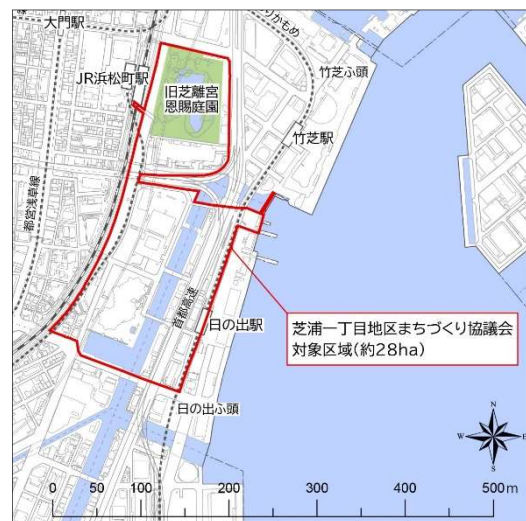 大門駅
ゆりかもめ
JR浜松町駅
旧芝離宮
恩賜庭園
竹芝ふ頭
竹芝駅
都営浅草線
首都高速
日の出駅
芝浦一丁目地区まちづくり協議会
対象区域(約28ha)
日の出ふ頭
N
W
E
S
0 50 100 200 300 400 500m